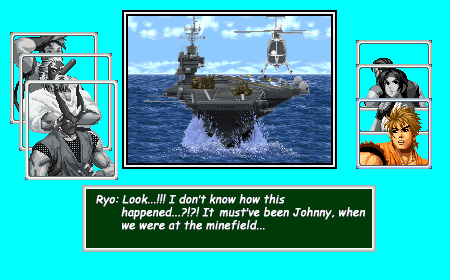 Ryo: Look...!!! I don't know how this
happened...?!?! It must've been Johnny, when
we were at the minefield...